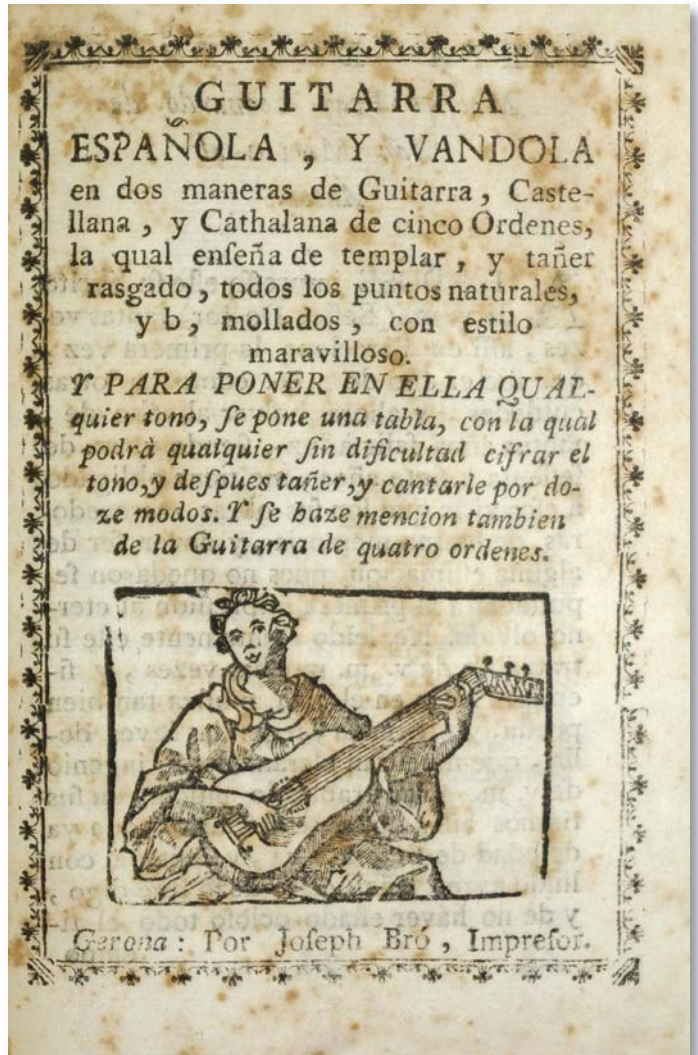 GUITARRA
ESPAÑOLA , Y VANDOLA
en dos maneras de Guitarra, Caste-
llana , y Cathalana de cinco Ordenes,
la qual enſeña de templar , y tañer
rasgado , todos los puntos naturales,
y b, mollados , con estilo
maravilloso.
Y PARA PONER EN ELLA QUAL-
quier tono, ſe pone una tabla, con la quàl
podrà qualquier ſin dificultad cifrar el
tono,y deſpues tañer,y cantarle por do-
ze modos. Y ſe haze mencion tambien
de la Guitarra de quatro ordenes.
Gerona : Por Joſeph Bró , Impreſor.